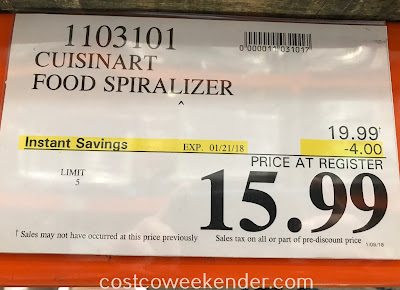 1103101
000011031017
CUISINART
FOOD SPIRALIZER
^
19.99†
Instant Savings EXP. 01/21/18 -4.00
PRICE AT REGISTER
LIMIT
5
15.99
† Sales may not have occurred at this price previously Sales tax on all or part of pre-discount price
costcoweekender.com